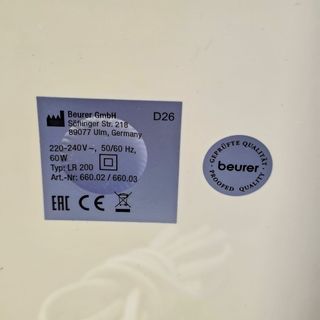 Beurer GmbH
Söflinger Str. 218
89077 Ulm, Germany
D26
220-240V~, 50/60 Hz,
60W
Typ: LR 200
Art.-Nr. 660.02 / 660.03
EAC CE
GEPRÜFTE QUALITÄT
beurer
PROOFED QUALITY